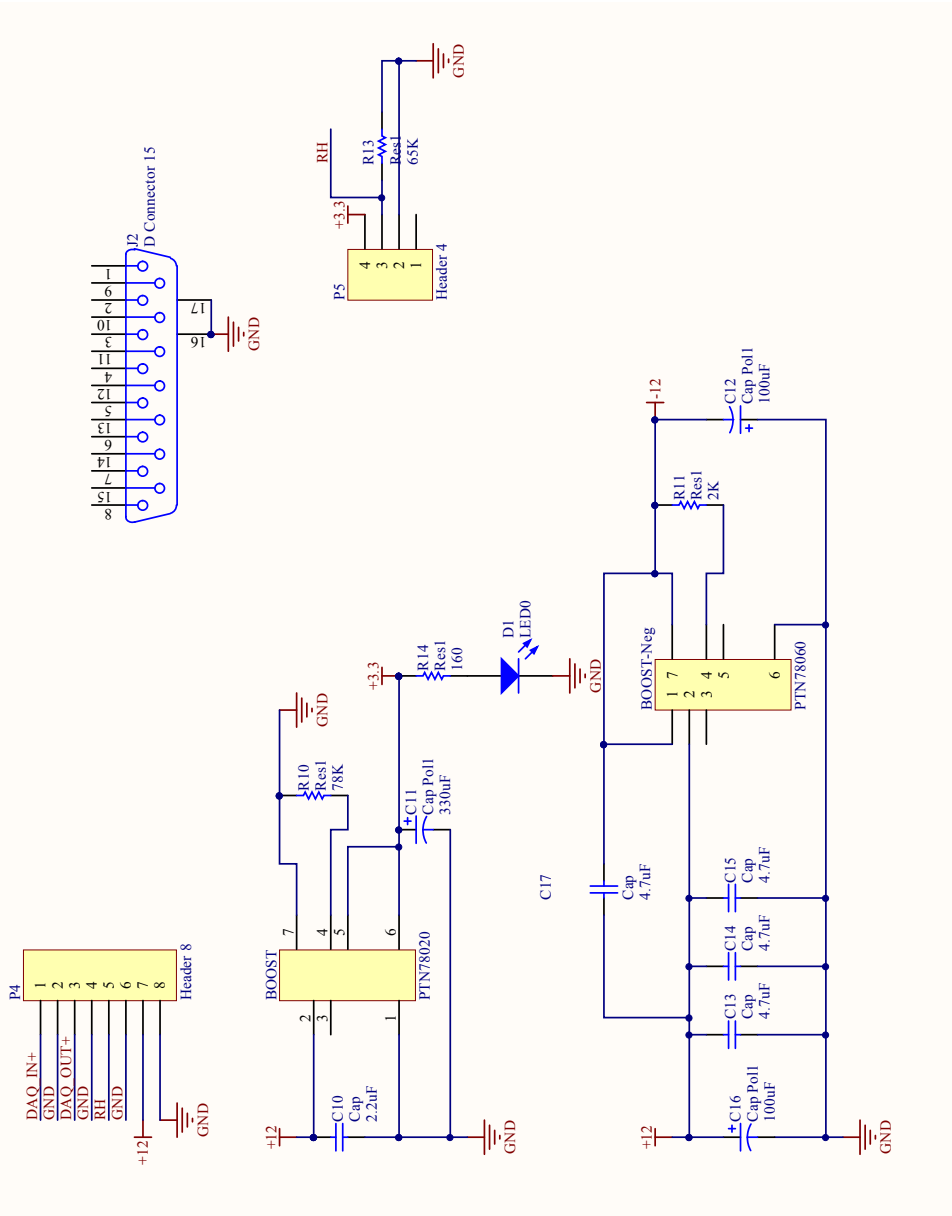 P4
1
2
3
4
5
6
7
8
Header 8
DAQ_IN+
GND
DAQ_OUT+
GND
RH
GND
+12
GND
J2
D Connector 15
1
9
2
10
3
11
4
12
5
13
6
14
7
15
8
17
16
GND
P5
4
3
2
1
Header 4
+3.3
RH
R13
Res1
65K
GND
BOOST
PTN78020
2
3
1
7
4
5
6
+12
C10
Cap
2.2uF
GND
R10
Res1
78K
GND
C11
Cap Pol1
330uF
+
+3.3
R14
Res1
160
D1
LED0
GND
BOOST-Neg
PTN78060
1
7
2
4
3
5
6
C17
Cap
4.7uF
+12
C16
Cap Pol1
100uF
+
GND
C13
Cap
4.7uF
C14
Cap
4.7uF
C15
Cap
4.7uF
R11
Res1
2K
-12
C12
Cap Pol1
100uF
+